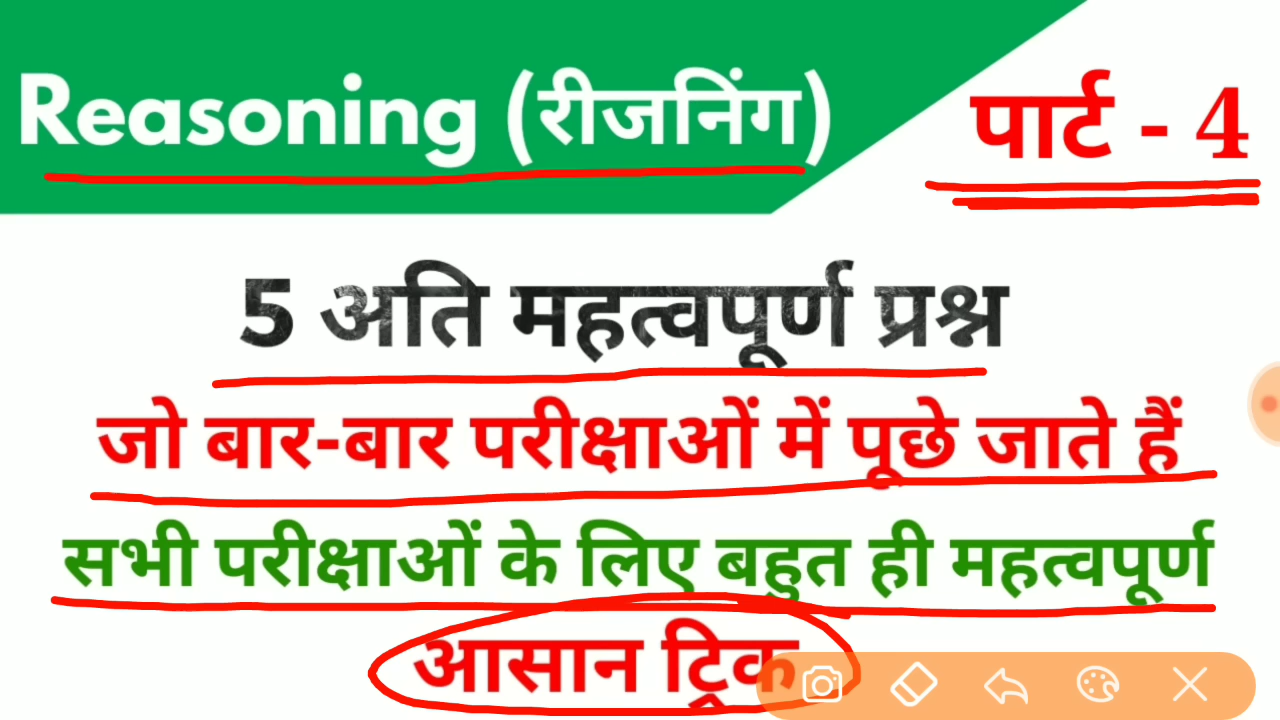 Reasoning (रीजनिंग)
पार्ट - 4
5 अति महत्वपूर्ण प्रश्न
जो बार-बार परीक्षाओं में पूछे जाते हैं
सभी परीक्षाओं के लिए बहुत ही महत्वपूर्ण
आसान ट्रिक